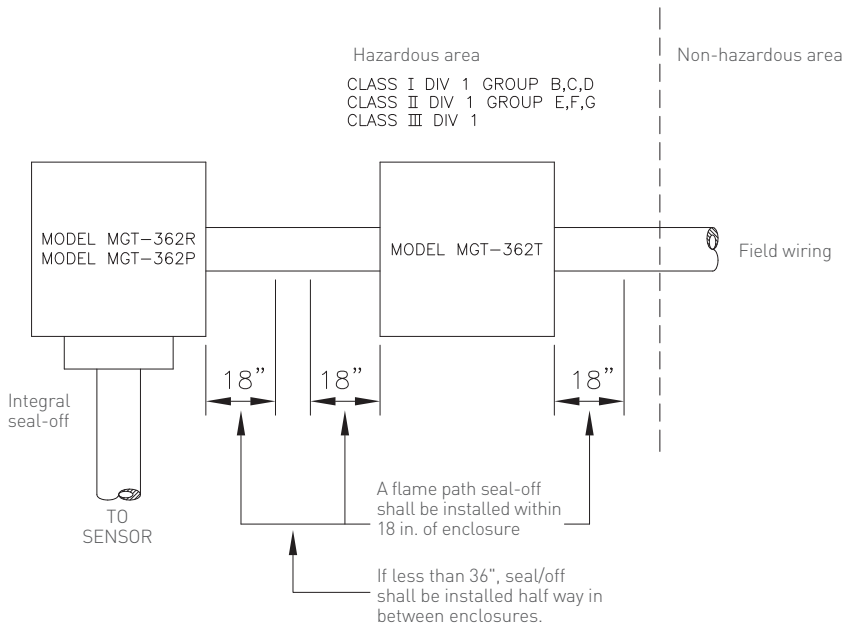 Hazardous area
Non-hazardous area
CLASS I DIV 1 GROUP B,C,D
CLASS II DIV 1 GROUP E,F,G
CLASS III DIV 1
MODEL MGT-362R
MODEL MGT-362P
MODEL MGT-362T
Field wiring
18"
18"
18"
Integral
seal-off
TO
SENSOR
A flame path seal-off
shall be installed within
18 in. of enclosure
If less than 36", seal/off
shall be installed half way in
between enclosures.